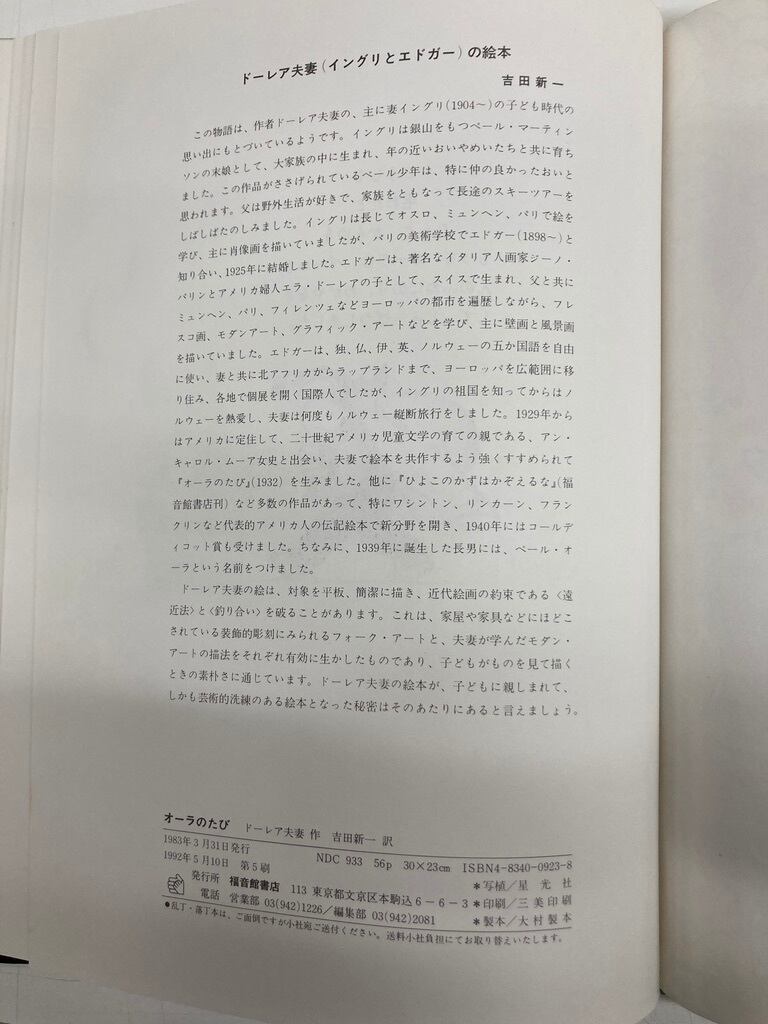 ドーレア夫妻(イングリとエドガー)の絵本
吉田新一
この物語は、作者ドーレア夫妻の、主に妻イングリ(1904〜)の子ども時代の
思い出にもとづいているようです。イングリは銀山をもつペール・マーティン
ソンの末娘として、大家族の中に生まれ、年の近いおいやめいたちと共に育ち
ました。この作品がささげられているペール少年は、特に仲の良かったおいと
思われます。父は野外生活が好きで、家族をともなって長途のスキーツアーを
しばしばたのしみました。イングリは長じてオスロ、ミュンヘン、パリで絵を
学び、主に肖像画を描いていましたが、パリの美術学校でエドガー(1898〜)と
知り合い、1925年に結婚しました。エドガーは、著名なイタリア人画家ジーノ・
パリンとアメリカ婦人エラ・ドーレアの子として、スイスで生まれ、父と共に
ミュンヘン、パリ、フィレンツェなどヨーロッパの都市を遍歴しながら、フレ
スコ画、モダンアート、グラフィック・アートなどを学び、主に壁画と風景画
を描いていました。エドガーは、独、仏、伊、英、ノルウェーの五か国語を自由
に使い、妻と共に北アフリカからラップランドまで、ヨーロッパを広範囲に移
り住み、各地で個展を開く国際人でしたが、イングリの祖国を知ってからはノ
ルウェーを熱愛し、夫妻は何度もノルウェー縦断旅行をしました。1929年から
はアメリカに定住して、二十世紀アメリカ児童文学の育ての親である、アン・
キャロル・ムーア女史と出会い、夫妻で絵本を共作するよう強くすすめられて
『オーラのたび』(1932) を生みました。他に『ひよこのかずはかぞえるな』(福
音館書店刊) など多数の作品があって、特にワシントン、リンカーン、フラン
クリンなど代表的アメリカ人の伝記絵本で新分野を開き、1940年にはコールデ
ィコット賞も受けました。ちなみに、1939年に誕生した長男には、ペール・オ
ーラという名前をつけました。
ドーレア夫妻の絵は、対象を平板、簡潔に描き、近代絵画の約束である〈遠
近法〉と〈釣り合い〉を破ることがあります。これは、家屋や家具などにほどこ
されている装飾的彫刻にみられるフォーク・アートと、夫妻が学んだモダン・
アートの描法をそれぞれ有効に生かしたものであり、子どもがものを見て描く
ときの素朴さに通じています。ドーレア夫妻の絵本が、子どもに親しまれて、
しかも芸術的洗練のある絵本となった秘密はそのあたりにあると言えましょう。
オーラのたび ドーレア夫妻 作 吉田新一 訳
1983年3月31日発行
1992年5月10日 第5刷 NDC 933 56p 30×23cm ISBN4-8340-0923-8
発行所 福音館書店 113 東京都文京区本駒込6-6-3 *写植/星光社
電話 営業部 03(942)1226/編集部 03(942)2081 *印刷/三美印刷
●乱丁・落丁本は、ご面倒ですが小社宛ご送付ください。送料小社負担にてお取り替えいたします。 *製本/大村製本